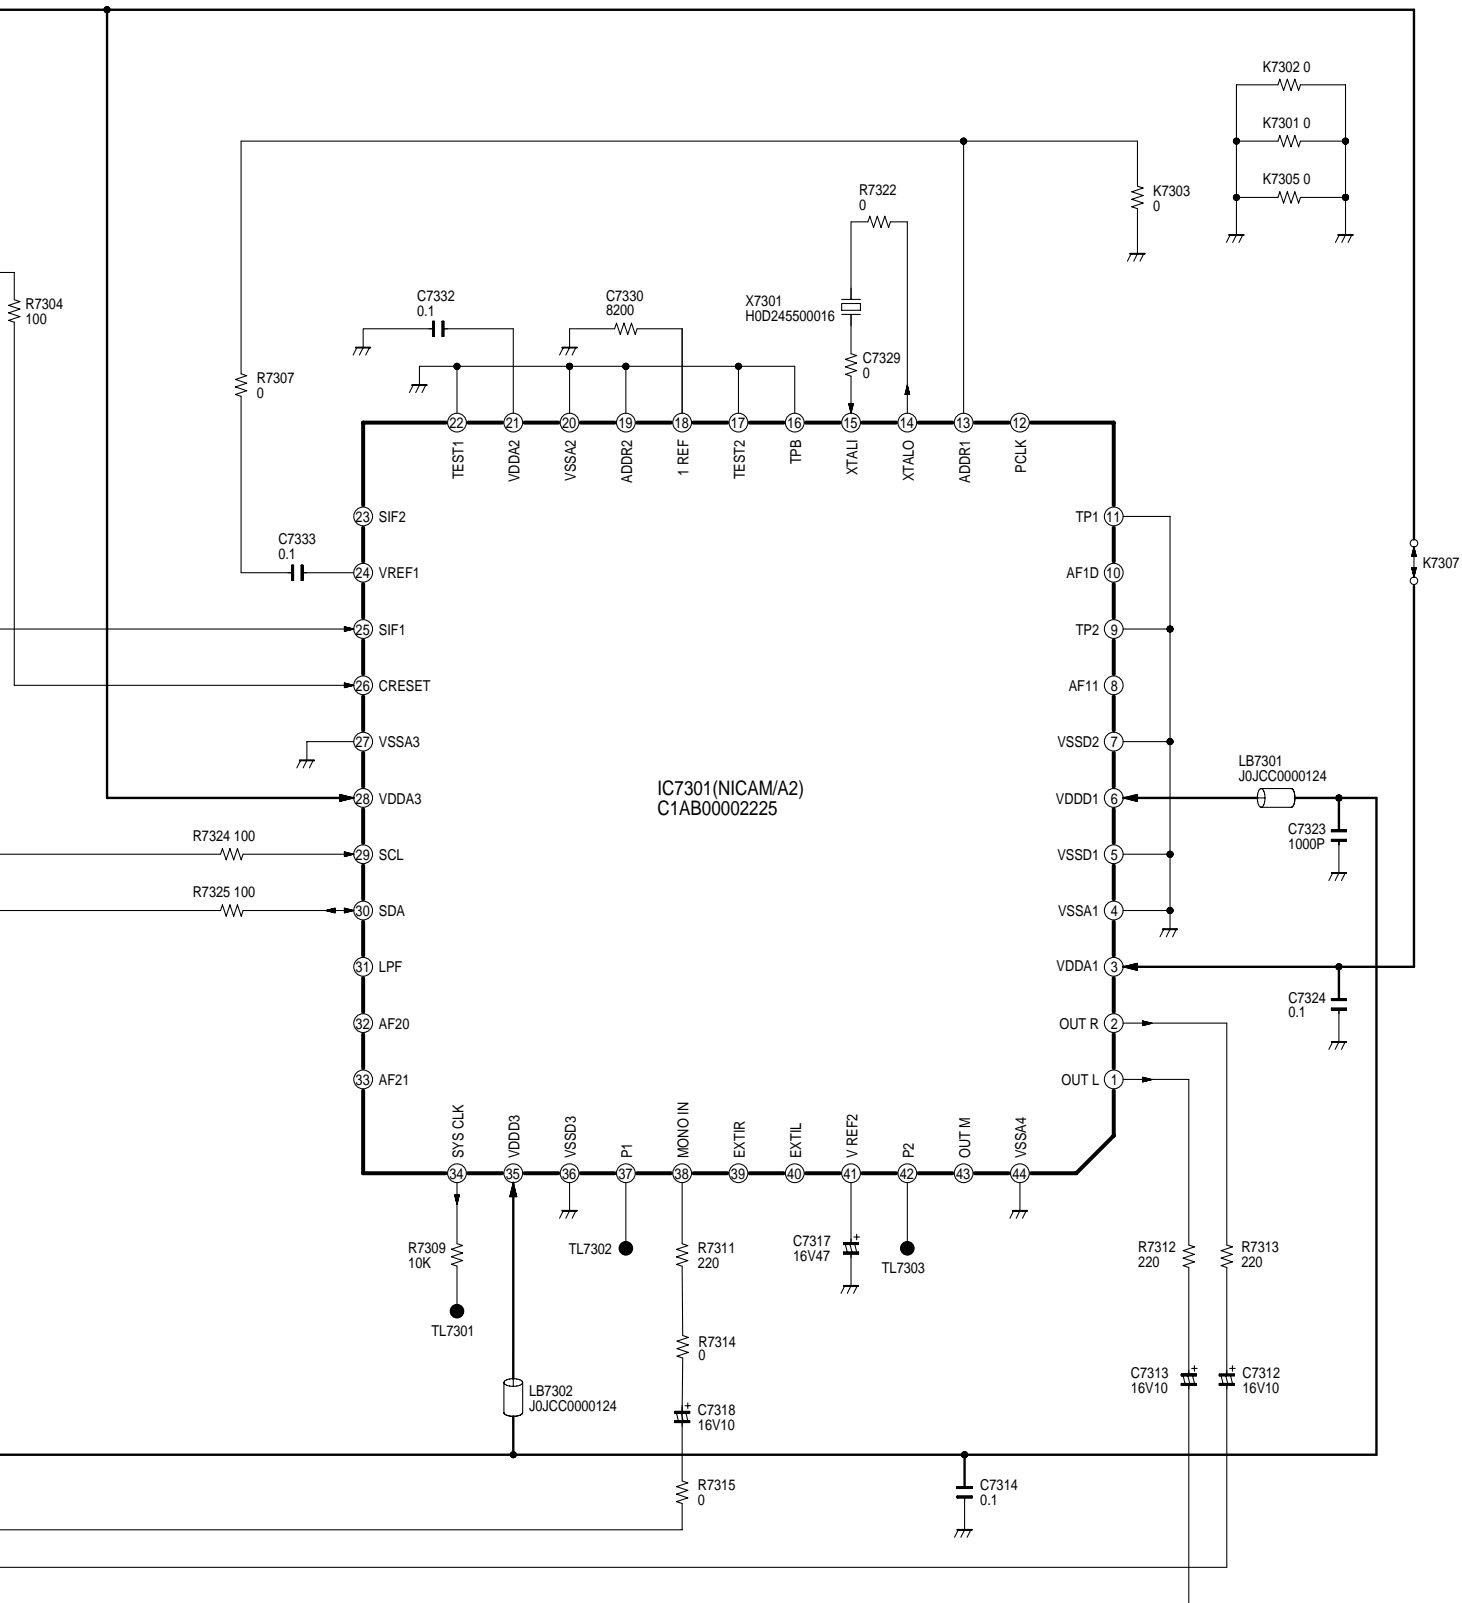 K7302 0
K7301 0
K7305 0
K7303
0
R7322
0
R7304
100
C7332
0.1
C7330
8200
X7301
H0D245500016
C7329
0
R7307
0
22
21
20
19
18
17
16
15
14
13
12
TEST1
VDDA2
VSSA2
ADDR2
1 REF
TEST2
TPB
XTALI
XTALO
ADDR1
PCLK
23 SIF2
C7333
0.1
24 VREF1
25 SIF1
26 CRESET
27 VSSA3
28 VDDA3
R7324 100
29 SCL
R7325 100
30 SDA
31 LPF
32 AF20
33 AF21
IC7301(NICAM/A2)
C1AB00002225
TP1 11
AF1D 10
TP2 9
AF11 8
VSSD2 7
VDDD1 6
VSSD1 5
VSSA1 4
VDDA1 3
OUT R 2
OUT L 1
K7307
LB7301
J0JCC0000124
C7323
1000P
C7324
0.1
SYS CLK
VDDD3
VSSD3
P1
MONO IN
EXTIR
EXTIL
V REF2
P2
OUT M
VSSA4
34
35
36
37
38
39
40
41
42
43
44
R7309
10K
TL7301
TL7302
R7311
220
C7317
16V47
+
TL7303
R7312
220
R7313
220
R7314
0
LB7302
J0JCC0000124
C7318
16V10
+
C7313
16V10
+
C7312
16V10
+
R7315
0
C7314
0.1